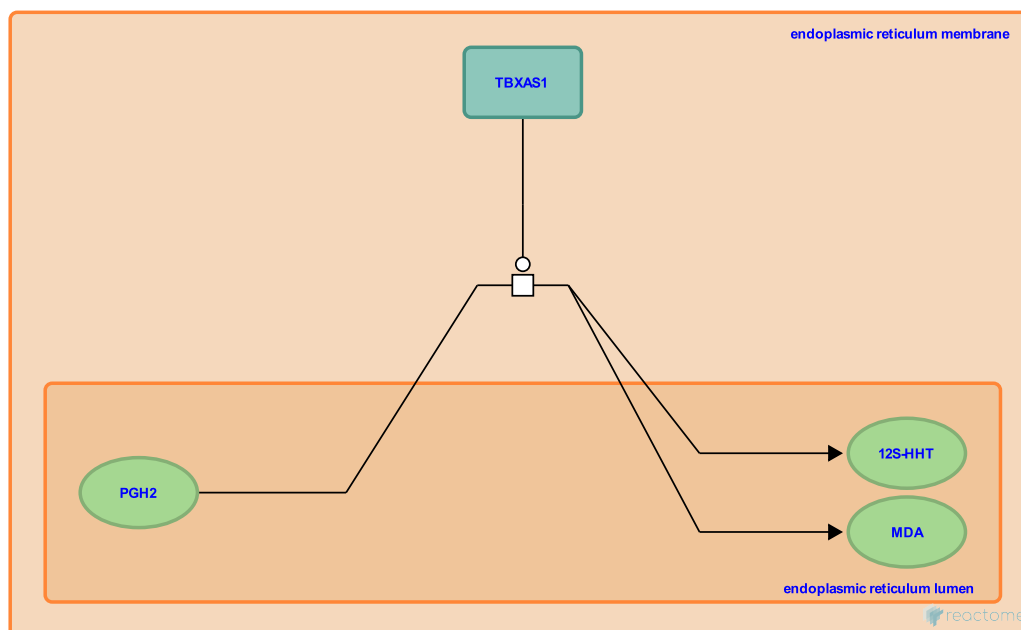 endoplasmic reticulum membrane
TBXAS1
12S-HHT
PGH2
MDA
endoplasmic reticulum lumen
reactome